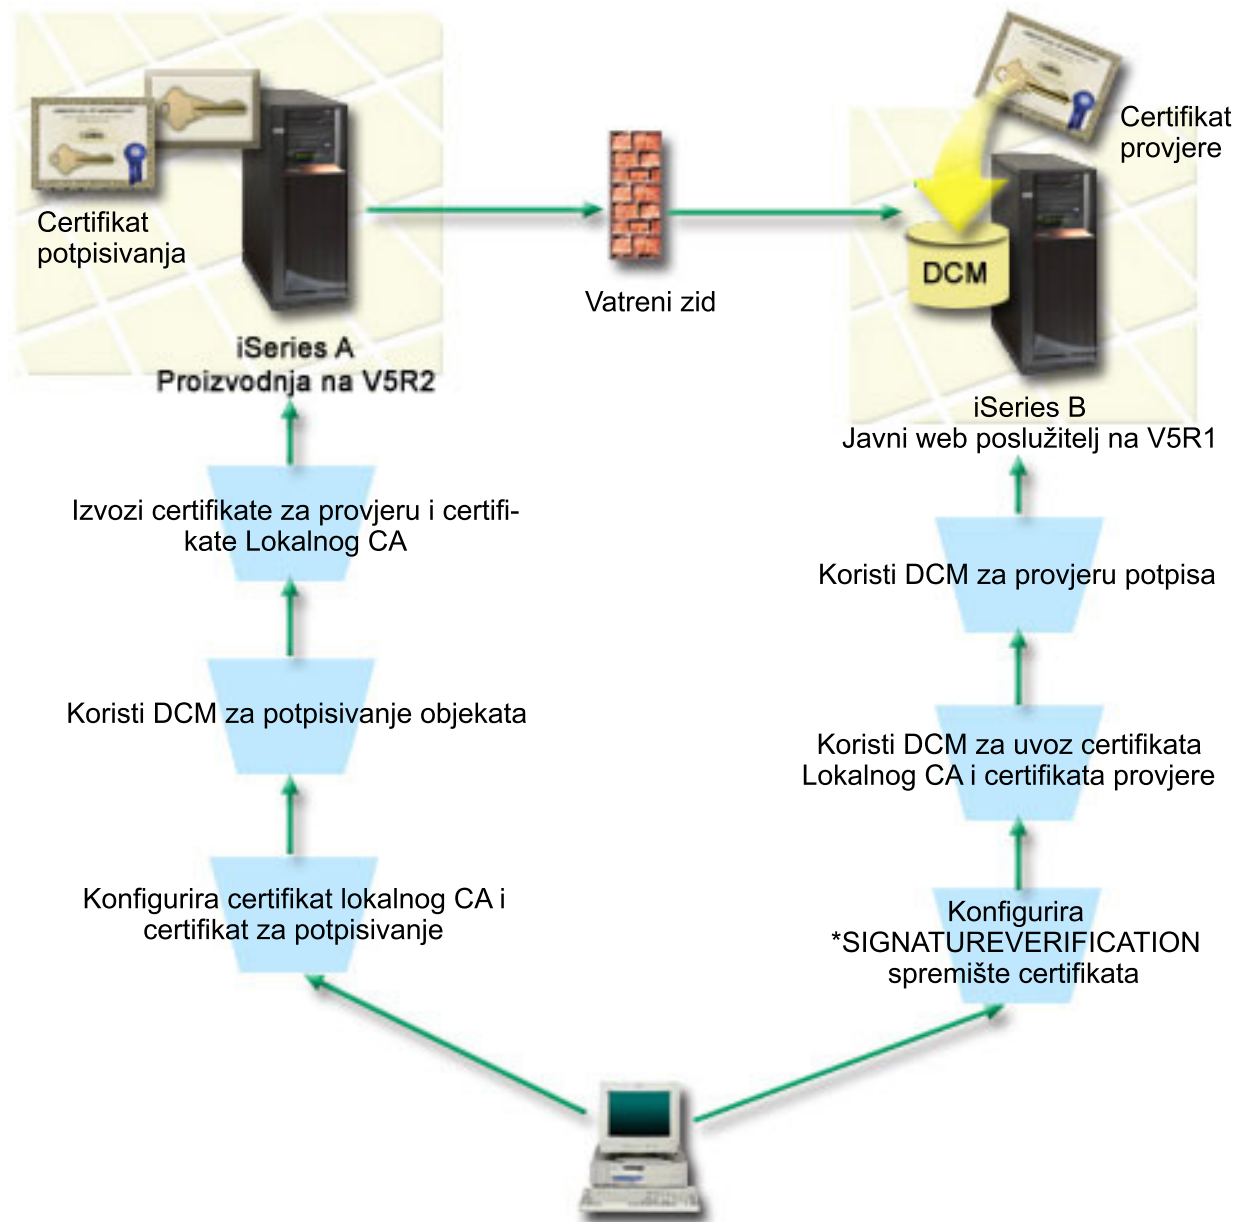 Certifikat
provjere
Certifikat
potpisivanja
DCM
Vatreni zid
iSeries A
Proizvodnja na V5R2
iSeries B
Javni web poslužitelj na V5R1
Izvozi certifikate za provjeru i certifi-
kate Lokalnog CA
Koristi DCM za provjeru potpisa
Koristi DCM za potpisivanje objekata
Koristi DCM za uvoz certifikata
Lokalnog CA i certifikata provjere
Konfigurira certifikat lokalnog CA i
certifikat za potpisivanje
Konfigurira
*SIGNATUREVERIFICATION
spremište certifikata